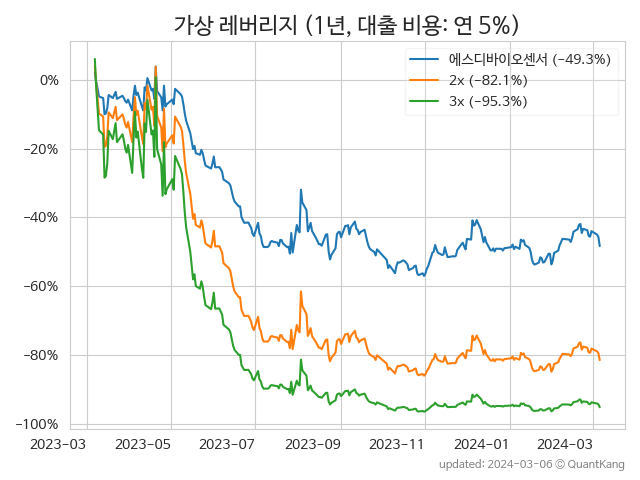 가상 레버리지 (1년, 대출 비용: 연 5%)
에스디바이오센서 (−49.3%)
2x (−82.1%)
3x (−95.3%)
0%
−20%
−40%
−60%
−80%
−100%
2023-03 2023-05 2023-07 2023-09 2023-11 2024-01 2024-03
updated: 2024-03-06 ⓒ QuantKang